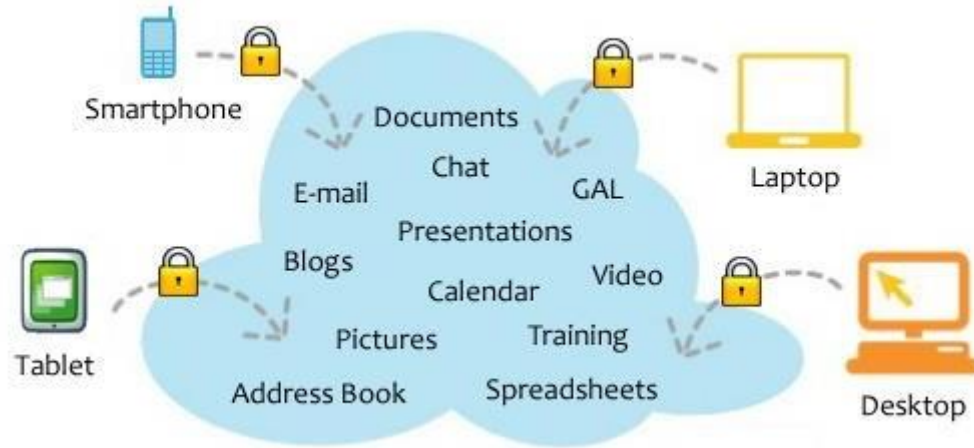 Smartphone
Documents
Chat
Laptop
E-mail
GAL
Presentations
Blogs
Video
Calendar
Tablet
Pictures
Training
Address Book
Spreadsheets
Desktop